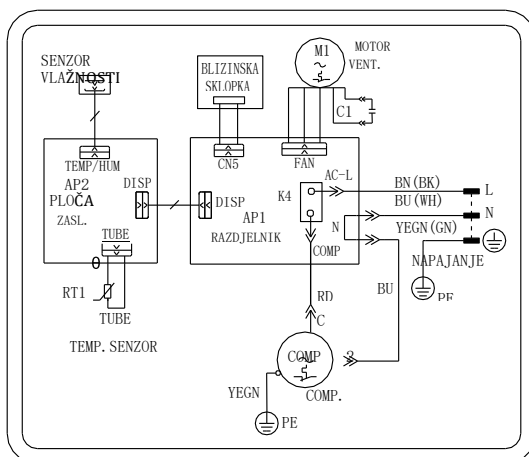 SENZOR
VLAŽNOSTI
BLIZINSKA
SKLOPKA
M1
MOTOR
VENT.
C1
TEMP/HUM
CN5
FAN
AP2
PLOČA
ZASL.
DISP
DISP
AP1
RAZDJELNIK
K4
AC-L
N
COMP
BN(BK)
L
BU(WH)
N
YEGN(GN)
NAPAJANJE
PE
TUBE
RT1
TUBE
TEMP.SENZOR
RD
C
BU
COMP
2
YEGN
COMP.
PE